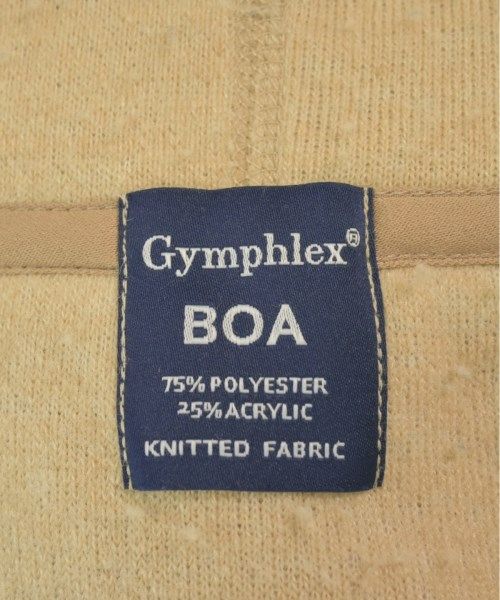 Gymphlex®
BOA
75% POLYESTER
25% ACRYLIC
KNITTED FABRIC